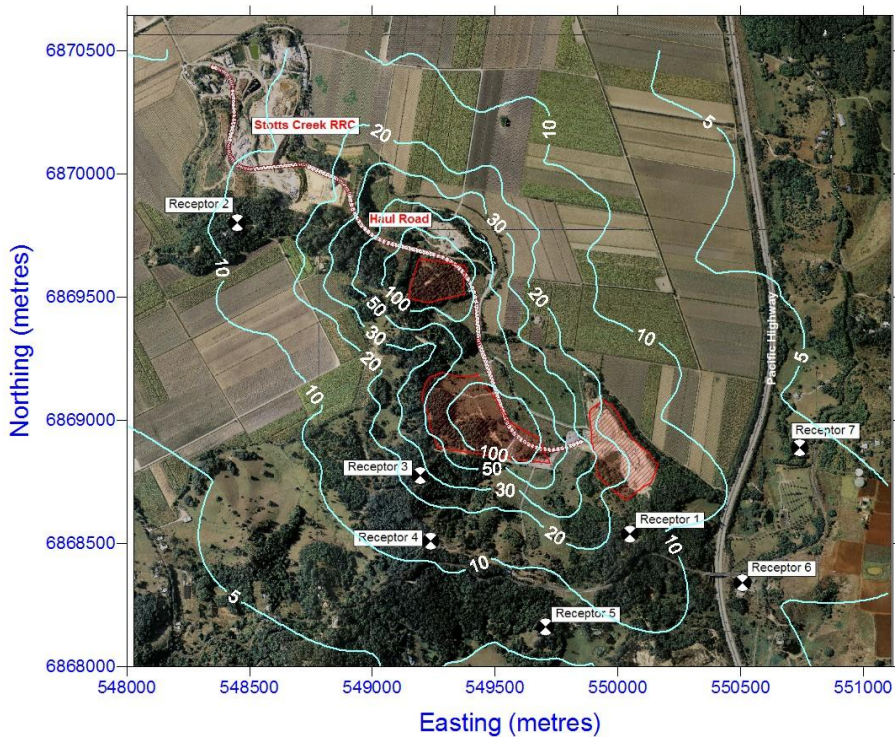 6870500
6870000
6869500
6869000
6868500
6868000
Northing (metres)
548000
548500
549000
549500
550000
550500
551000
Easting (metres)
Stotts Creek RRC
Haul Road
Pacific Highway
Receptor 2
Receptor 3
Receptor 4
Receptor 5
Receptor 1
Receptor 6
Receptor 7
10
20
5
30
10
20
50
100
30
20
10
10
5
100
50
30
20
10
10
5